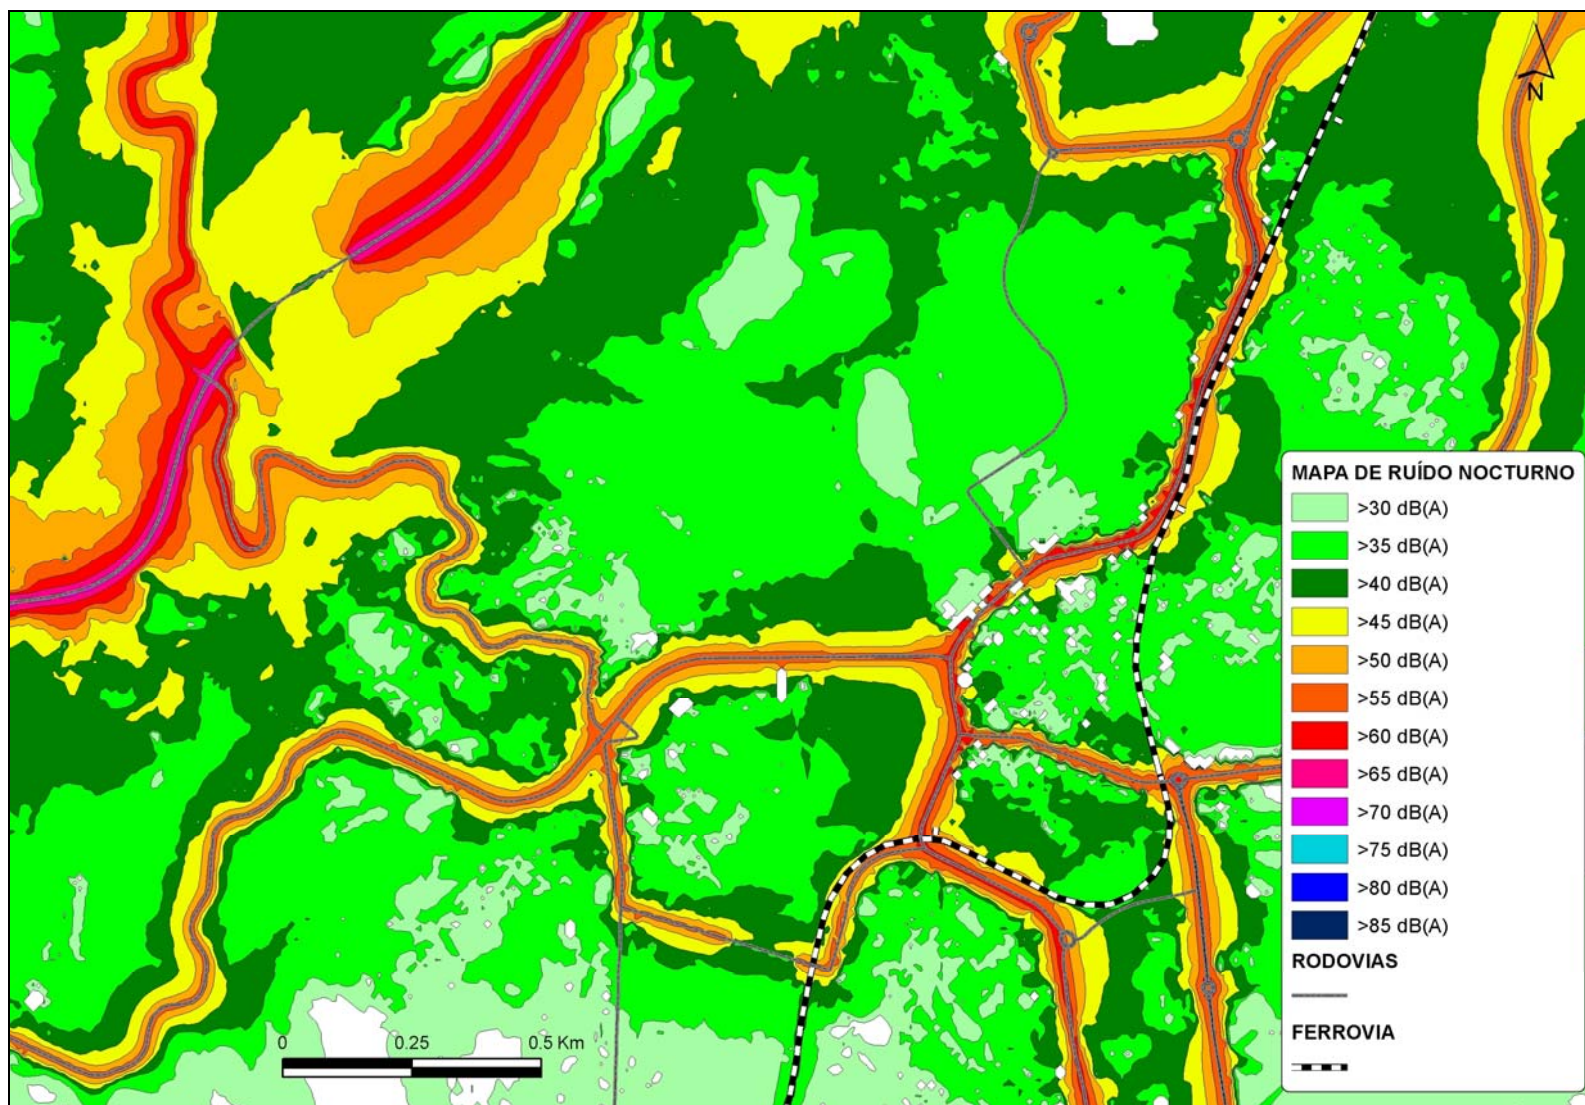 N
MAPA DE RUÍDO NOCTURNO
>30 dB(A)
>35 dB(A)
>40 dB(A)
>45 dB(A)
>50 dB(A)
>55 dB(A)
>60 dB(A)
>65 dB(A)
>70 dB(A)
>75 dB(A)
>80 dB(A)
>85 dB(A)
RODOVIAS
FERROVIA
0 0.25 0.5 Km